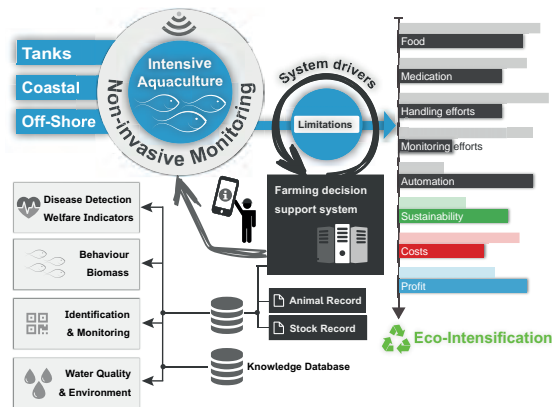 Tanks
Coastal
Off-Shore
Intensive
Aquaculture
Non-invasive Monitoring
System drivers
Limitations
Farming decision
support system
Animal Record
Stock Record
Knowledge Database
Disease Detection
Welfare Indicators
Behaviour
Biomass
Identification
& Monitoring
Water Quality
& Environment
Food
Medication
Handling efforts
Monitoring efforts
Automation
Sustainability
Costs
Profit
Eco-Intensification